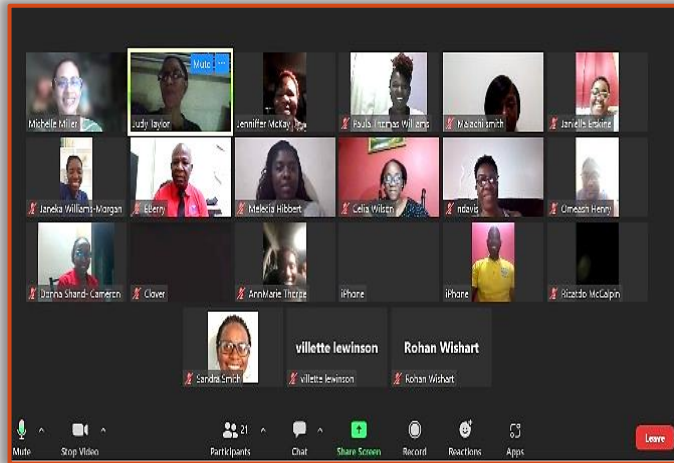 Mute ...
Michelle Miller
Judy Taylor
Jenniffer McKay
Paula Thomas Williams
Malachi smith
Janielle Erskine
Janeka Williams-Morgan
EBerry
Melecia Hibbert
Celia Wilson
ndavis
Omeash Henry
Donna Shand- Cameron
Clover
AnnMarie Thorpe
iPhone
iPhone
Ricardo McCalpin
Sandra Smith
villette lewinson
villette lewinson
Rohan Wishart
Rohan Wishart
Mute
Stop Video
Participants
21
Chat
Share Screen
Record
Reactions
Apps
Leave